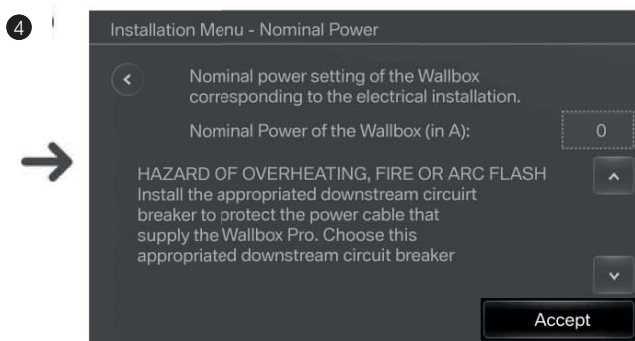 4
Installation Menu - Nominal Power
Nominal power setting of the Wallbox
corresponding to the electrical installation.
Nominal Power of the Wallbox (in A): 0
HAZARD OF OVERHEATING, FIRE OR ARC FLASH
Install the appropriated downstream circuirt
breaker to protect the power cable that
supply the Wallbox Pro. Choose this
appropriated downstream circuit breaker
Accept